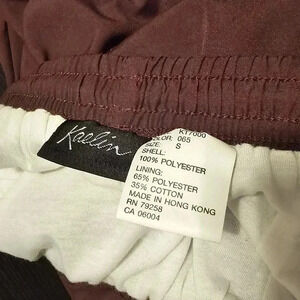 Kaelin
KT7000
COLOR: 065
SIZE: S
SHELL:
100% POLYESTER
LINING:
65% POLYESTER
35% COTTON
MADE IN HONG KONG
RN 79258
CA 06004